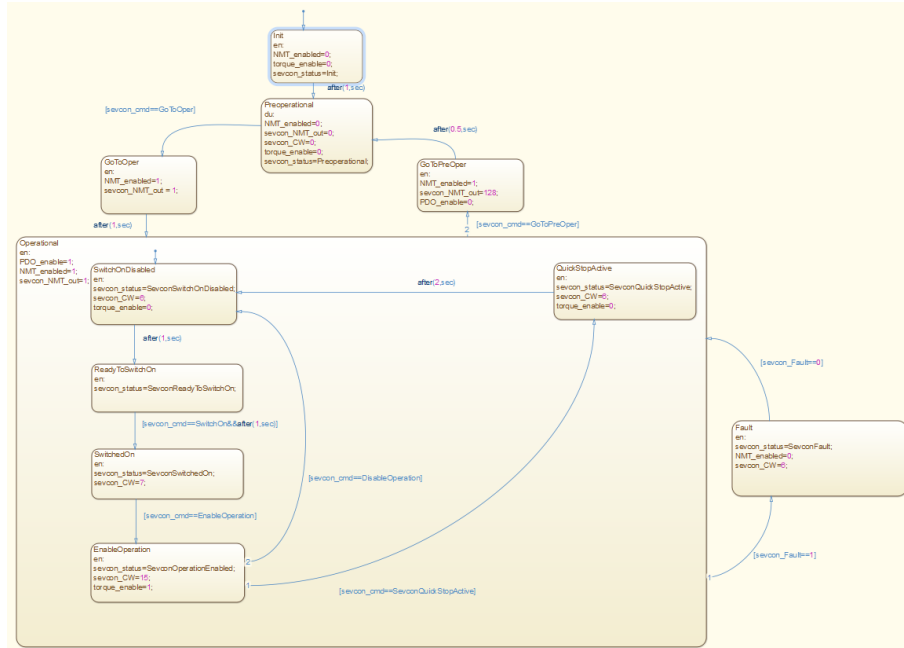 Init
en:
NMT_enabled=0;
torque_enable=0;
sevcon_status=Init;
after(1,sec)
[sevcon_cmd==GoToOper]
Preoperational
du:
NMT_enabled=0;
sevcon_NMT_out=0;
sevcon_CW=0;
torque_enable=0;
sevcon_status=Preoperational;
after(0.5,sec)
GoToOper
en:
NMT_enabled=1;
sevcon_NMT_out = 1;
GoToPreOper
en:
NMT_enabled=1;
sevcon_NMT_out=128;
PDO_enable=0;
after(1,sec)
2
[sevcon_cmd==GoToPreOper]
Operational
en:
PDO_enable=1;
NMT_enabled=1;
sevcon_NMT_out=1;
SwitchOnDisabled
en:
sevcon_status=SevconSwitchOnDisabled;
sevcon_CW=6;
torque_enable=0;
after(2,sec)
QuickStopActive
en:
sevcon_status=SevconQuickStopActive;
sevcon_CW=6;
torque_enable=0;
after(1,sec)
ReadyToSwitchOn
en:
sevcon_status=SevconReadyToSwitchOn;
[sevcon_cmd==SwitchOn&&after(1,sec)]
SwitchedOn
en:
sevcon_status=SevconSwitchedOn;
sevcon_CW=7;
[sevcon_cmd==DisableOperation]
[sevcon_cmd==EnableOperation]
EnableOperation
en:
sevcon_status=SevconOperationEnabled;
sevcon_CW=15;
torque_enable=1;
2
1
[sevcon_cmd==SevconQuickStopActive]
[sevcon_Fault==0]
Fault
en:
sevcon_status=SevconFault;
NMT_enabled=0;
sevcon_CW=6;
[sevcon_Fault==1]
1